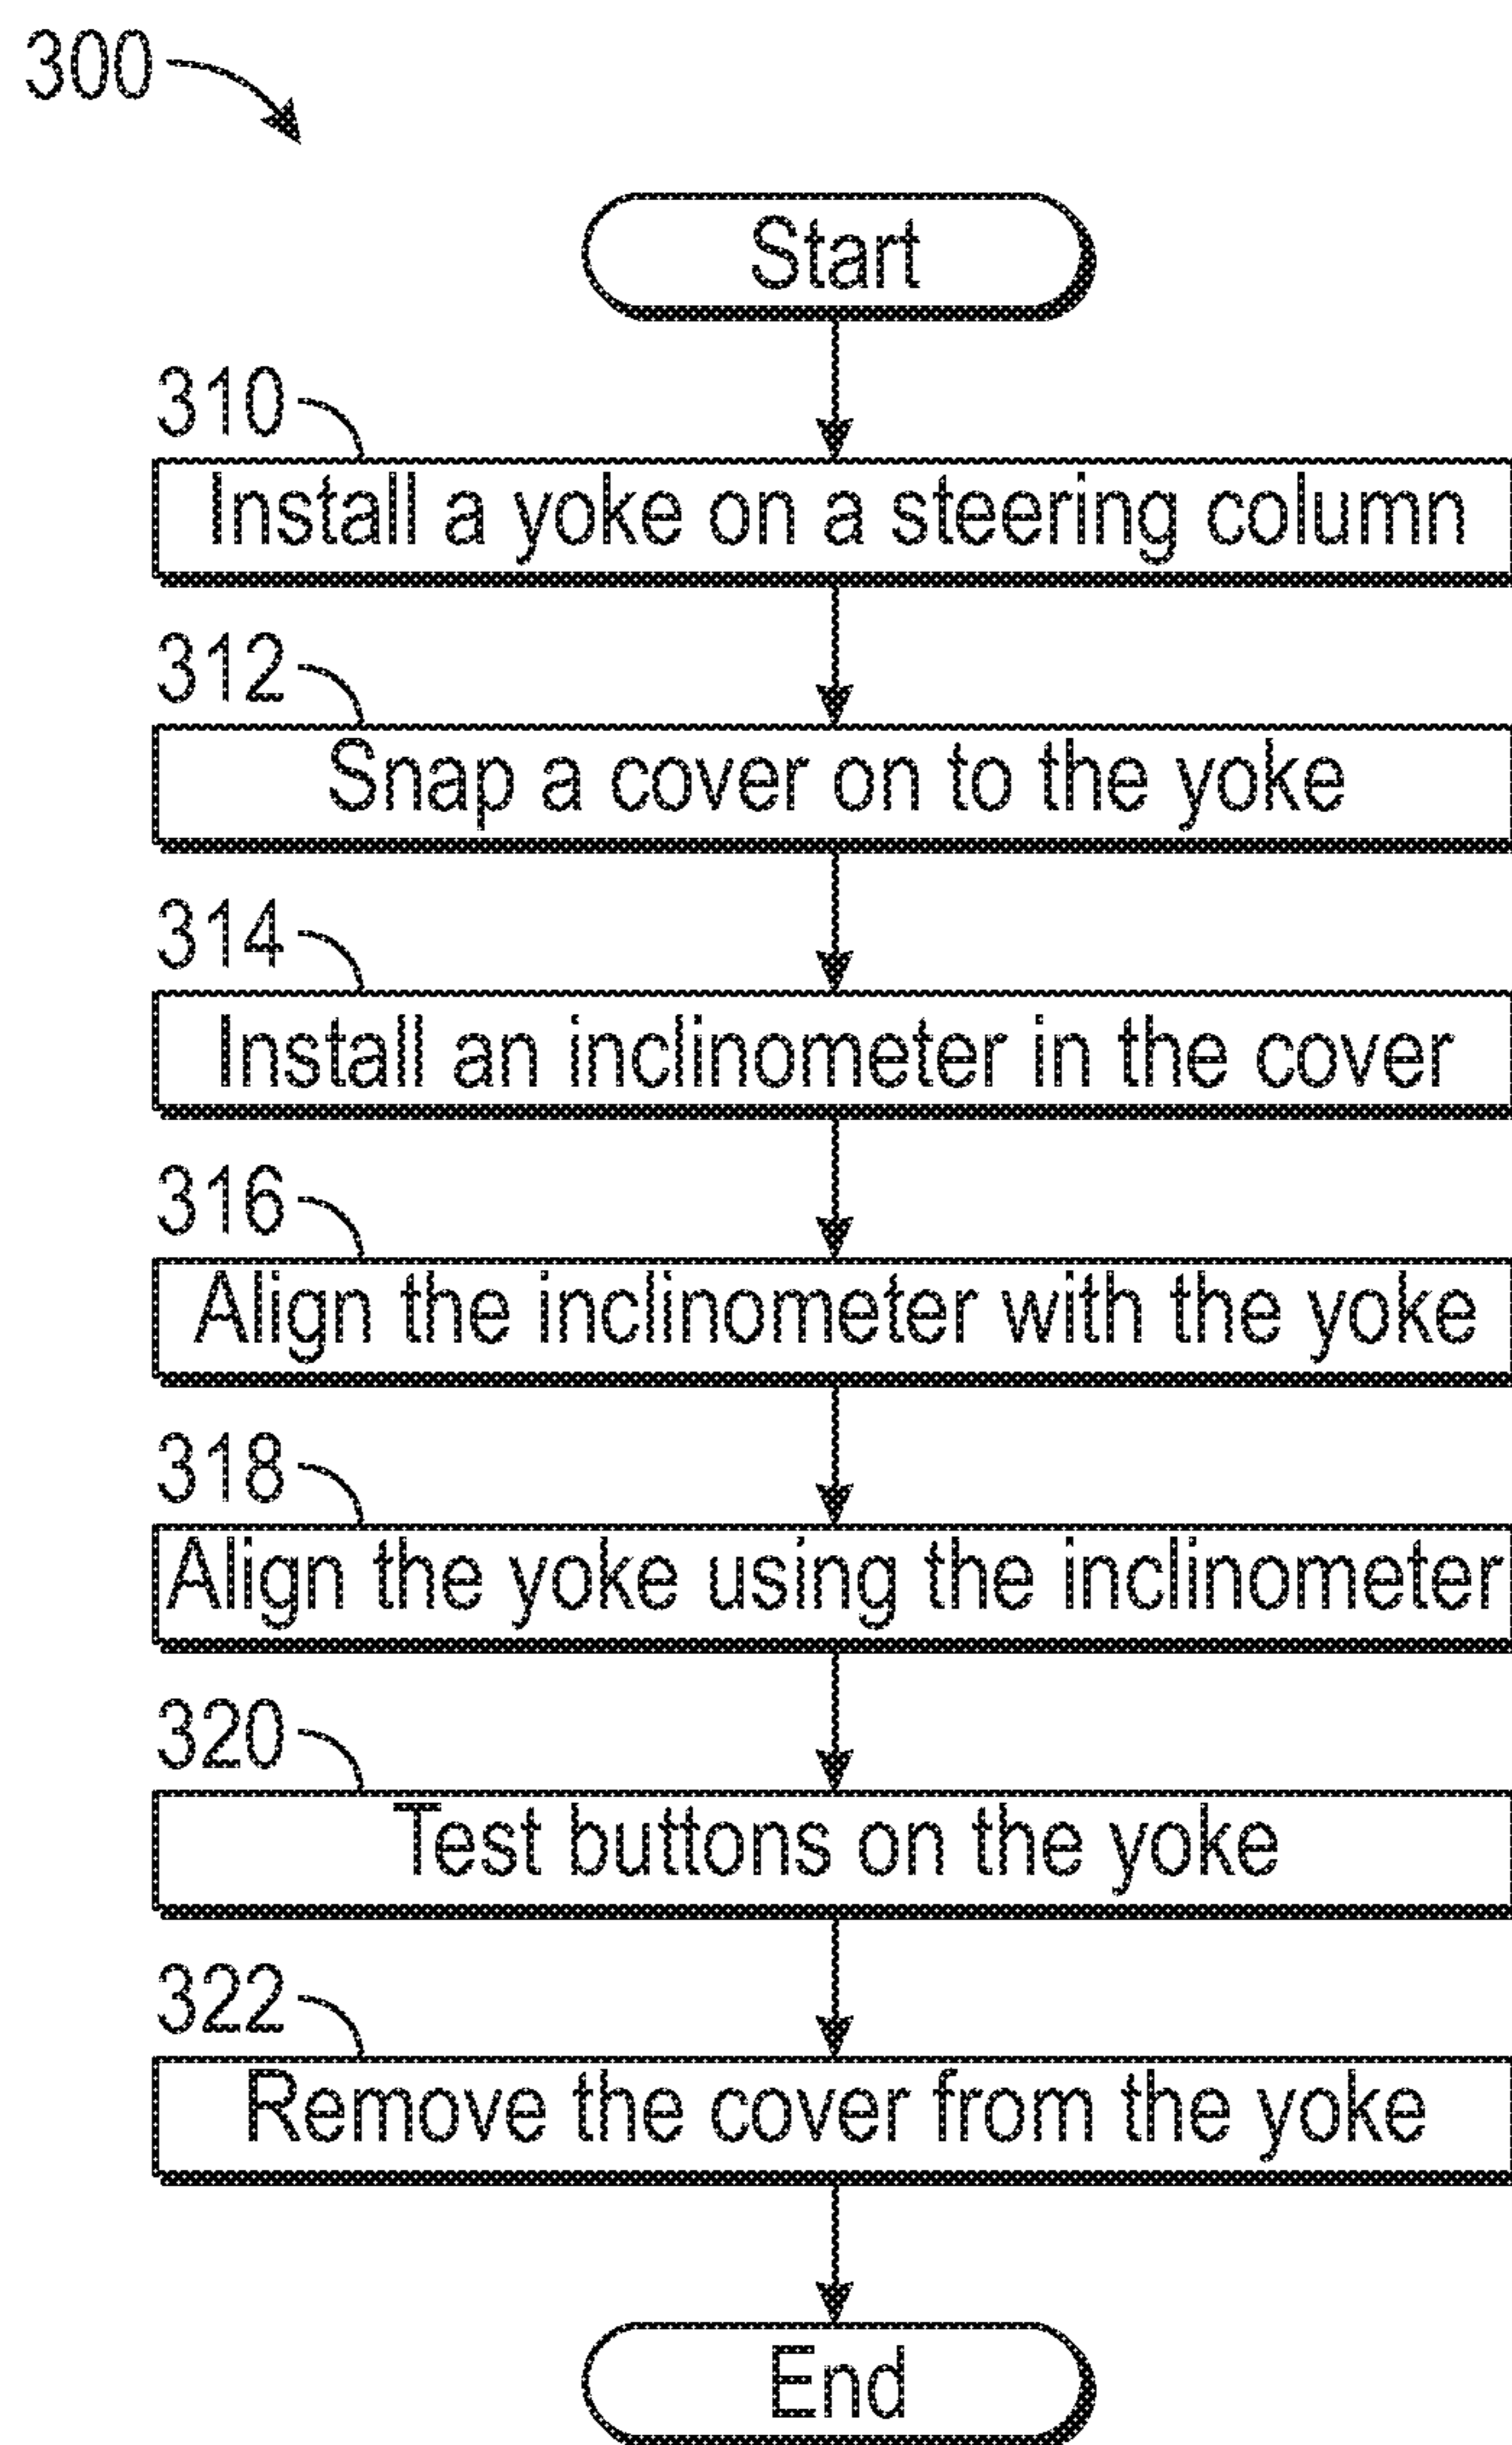 300
Start
310
Install a yoke on a steering column
312
Snap a cover on to the yoke
314
Install an inclinometer in the cover
316
Align the inclinometer with the yoke
318
Align the yoke using the inclinometer
320
Test buttons on the yoke
322
Remove the cover from the yoke
End